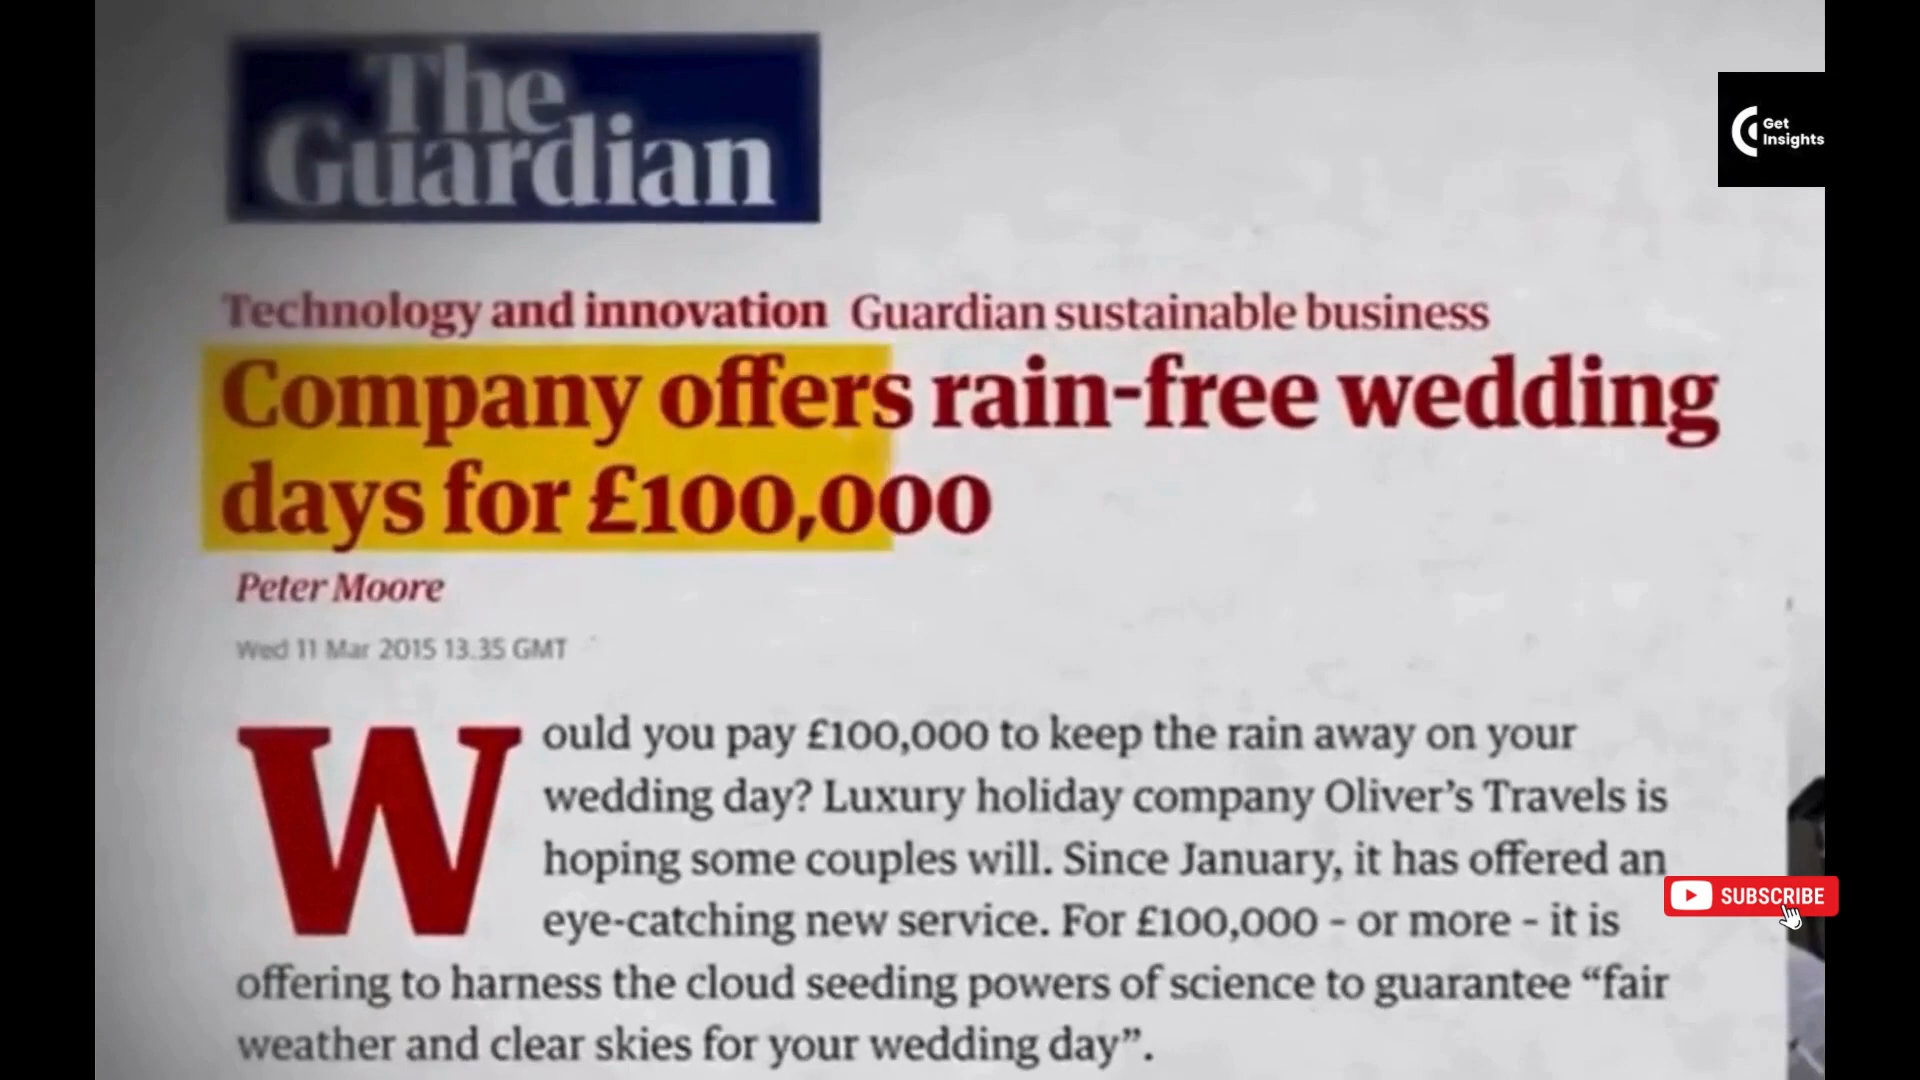 The
Guardian
Get
Insights
Technology and innovation Guardian sustainable business
Company offers rain-free wedding
days for £100,000
Peter Moore
Wed 11 Mar 2015 13.35 GMT
Would you pay £100,000 to keep the rain away on your
wedding day? Luxury holiday company Oliver’s Travels is
hoping some couples will. Since January, it has offered an
eye-catching new service. For £100,000 – or more – it is
offering to harness the cloud seeding powers of science to guarantee “fair
weather and clear skies for your wedding day”.
SUBSCRIBE